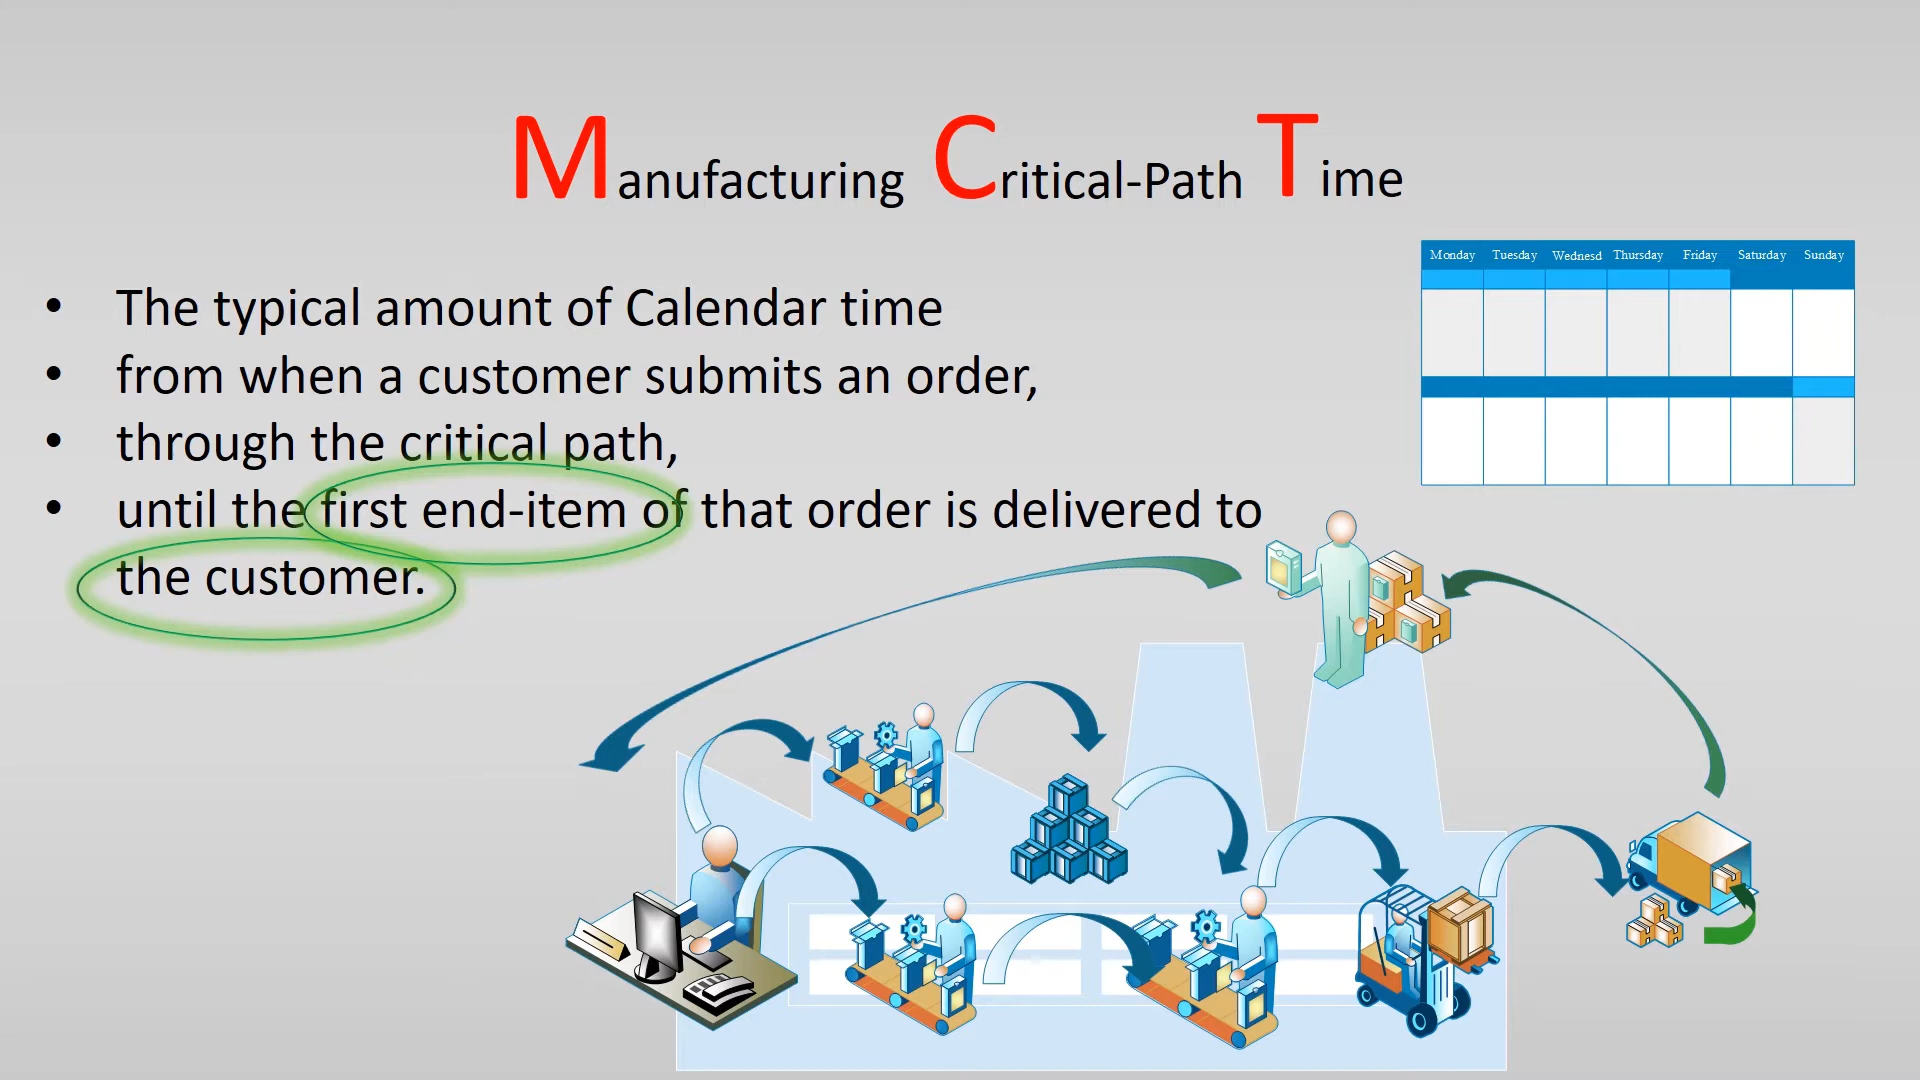 Manufacturing Critical-Path Time
Monday Tuesday Wednesd Thursday Friday Saturday Sunday
• The typical amount of Calendar time
• from when a customer submits an order,
• through the critical path,
• until the first end-item of that order is delivered to
the customer.